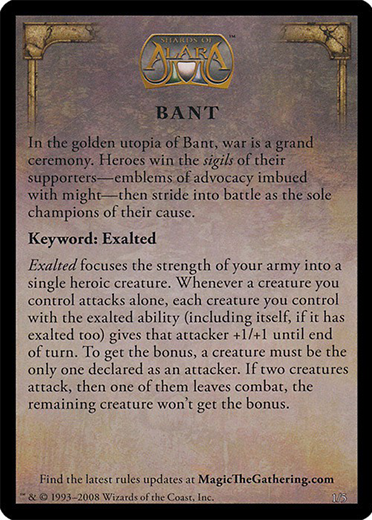 SHARDS OF
ALARA™
BANT
In the golden utopia of Bant, war is a grand
ceremony. Heroes win the sigils of their
supporters—emblems of advocacy imbued
with might—then stride into battle as the sole
champions of their cause.
Keyword: Exalted
Exalted focuses the strength of your army into a
single heroic creature. Whenever a creature you
control attacks alone, each creature you control
with the exalted ability (including itself, if it has
exalted too) gives that attacker +1/+1 until end
of turn. To get the bonus, a creature must be the
only one declared as an attacker. If two creatures
attack, then one of them leaves combat, the
remaining creature won't get the bonus.
Find the latest rules updates at MagicTheGathering.com
™ & © 1993–2008 Wizards of the Coast, Inc. 1/5